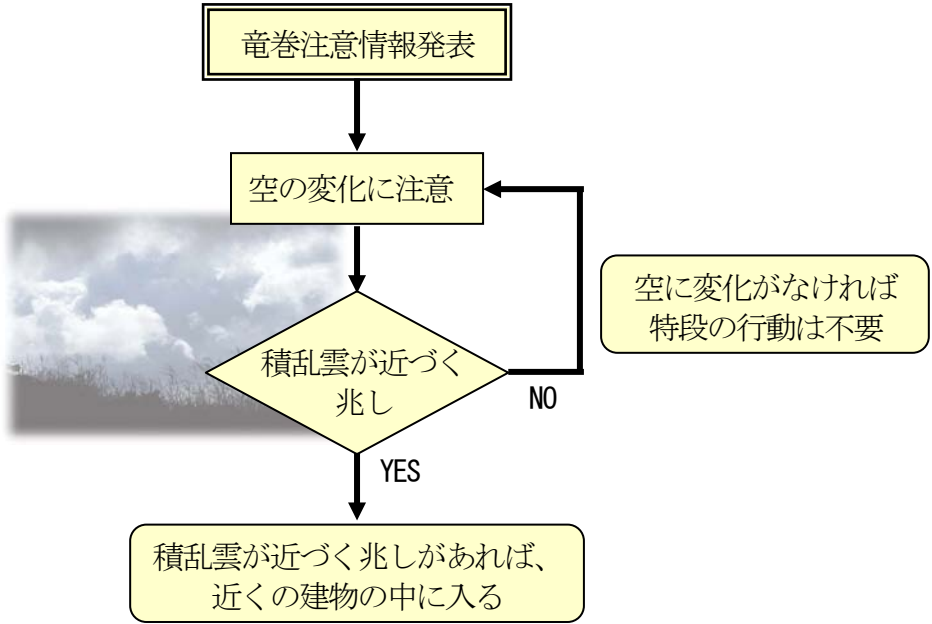 竜巻注意情報発表
空の変化に注意
空に変化がなければ
特段の行動は不要
積乱雲が近づく
兆し
NO
YES
積乱雲が近づく兆しがあれば、
近くの建物の中に入る